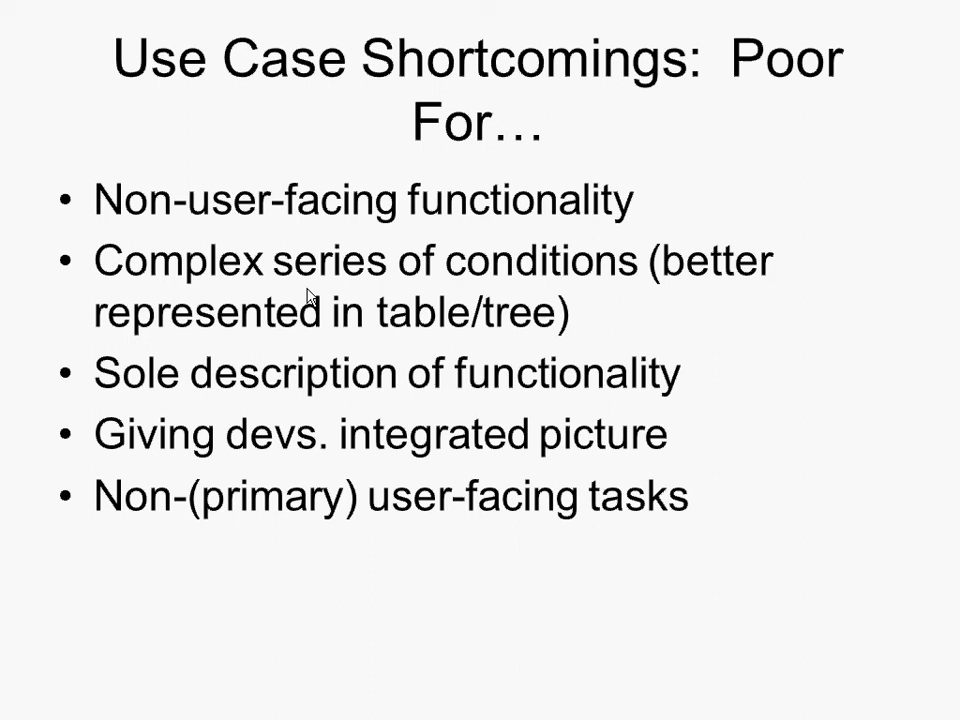 Use Case Shortcomings:  Poor
For…
• Non-user-facing functionality
• Complex series of conditions (better
represented in table/tree)
• Sole description of functionality
• Giving devs. integrated picture
• Non-(primary) user-facing tasks